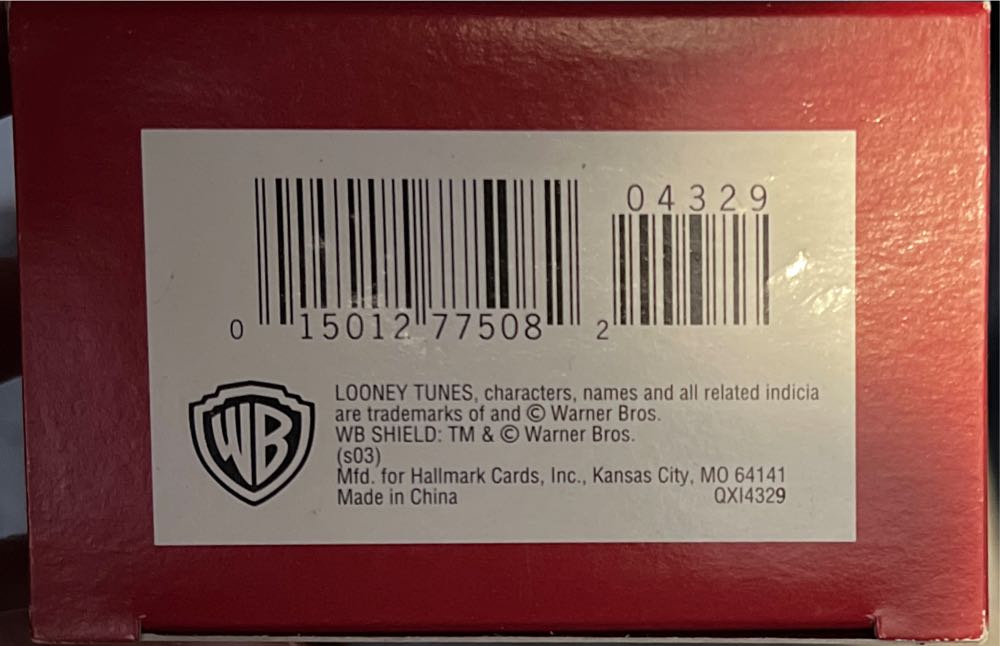 04329
0 15012 77508 2
WB
LOONEY TUNES, characters, names and all related indicia
are trademarks of and © Warner Bros.
WB SHIELD: TM & © Warner Bros.
(s03)
Mfd. for Hallmark Cards, Inc., Kansas City, MO 64141
Made in China QXI4329